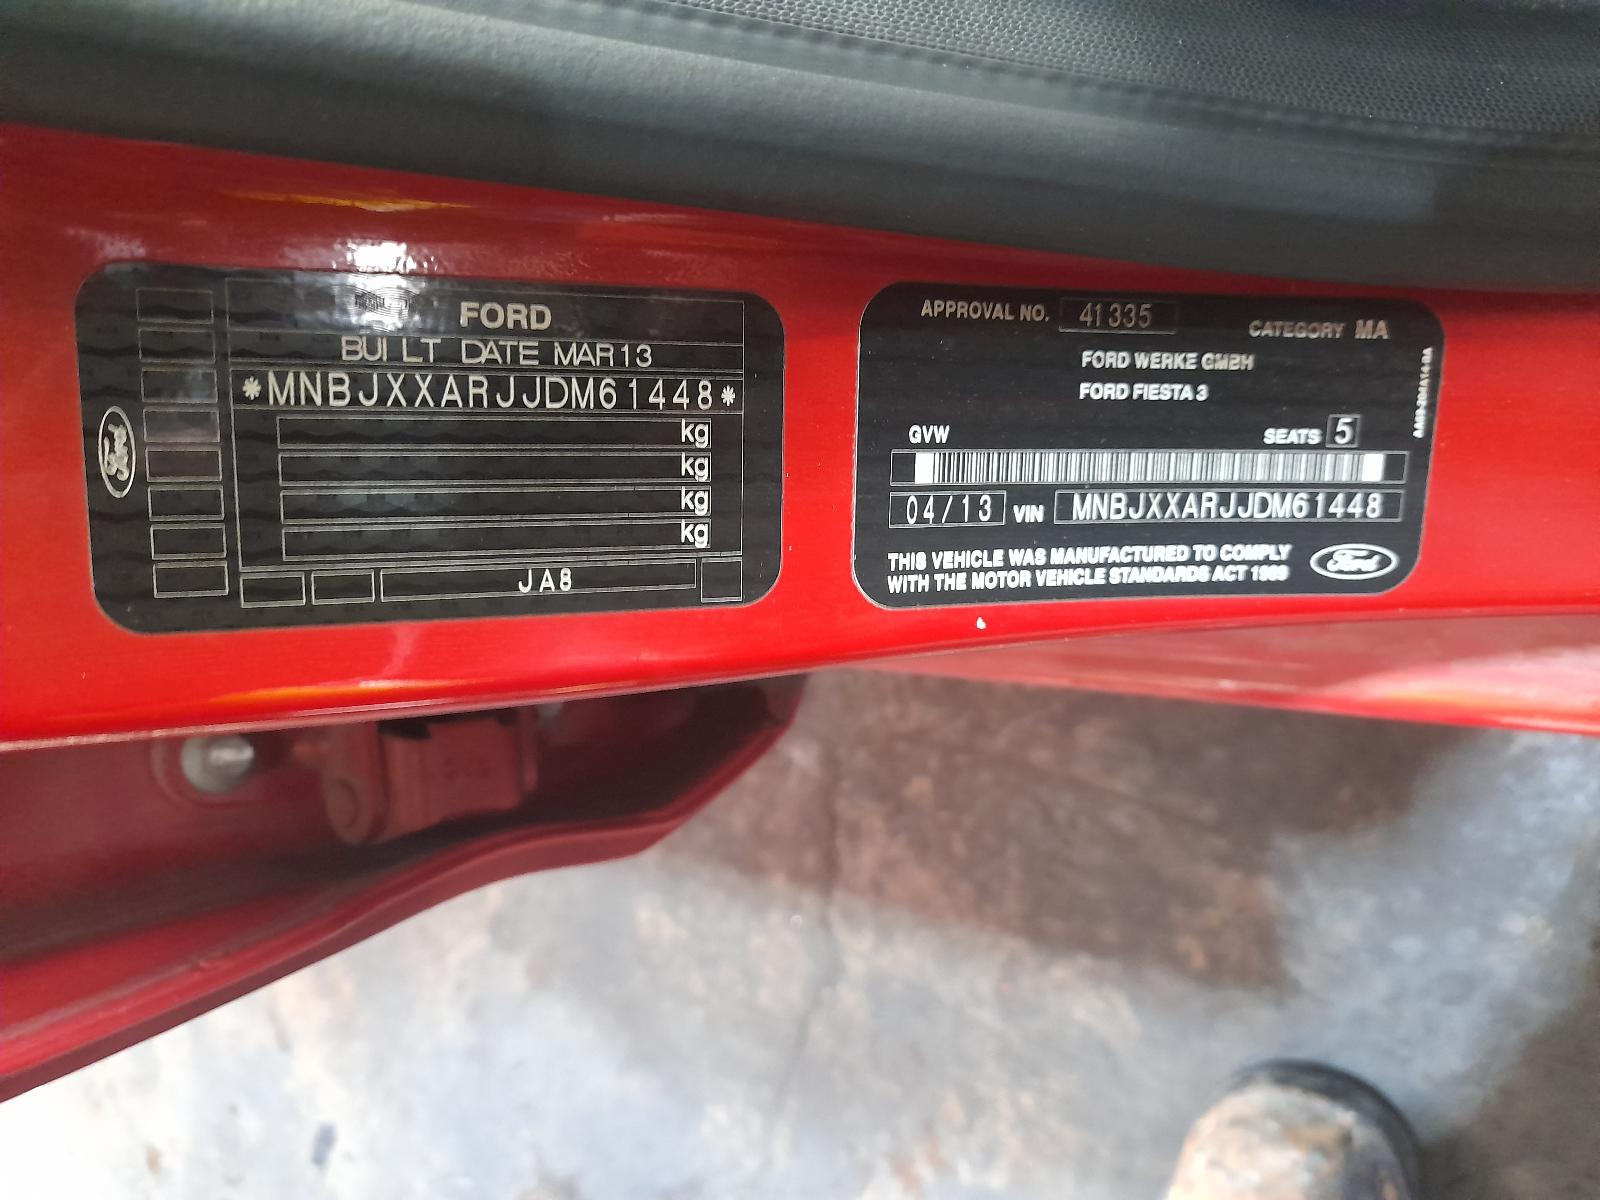 FORD
BUILT DATE MAR13
*MNBJXXARJJDM61448*
kg
kg
kg
kg
JA8
Ford
APPROVAL NO. 41335
CATEGORY MA
FORD WERKE GMBH
FORD FIESTA 3
GVW SEATS 5
04/13 VIN MNBJXXARJJDM61448
THIS VEHICLE WAS MANUFACTURED TO COMPLY
WITH THE MOTOR VEHICLE STANDARDS ACT 1989
Ford